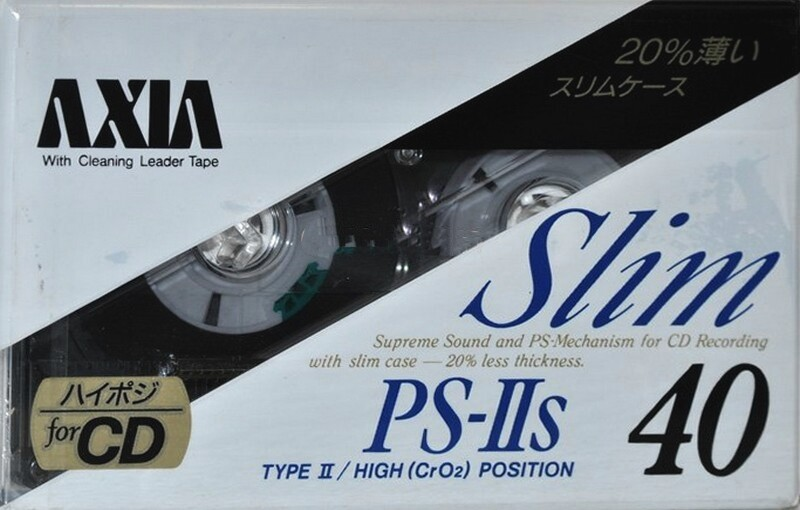 20%薄い
スリムケース
AXIA
With Cleaning Leader Tape
Slim
Supreme Sound and PS-Mechanism for CD Recording
with slim case — 20% less thickness.
ハイポジ
for CD
PS-IIs
40
TYPE II / HIGH (CrO₂) POSITION